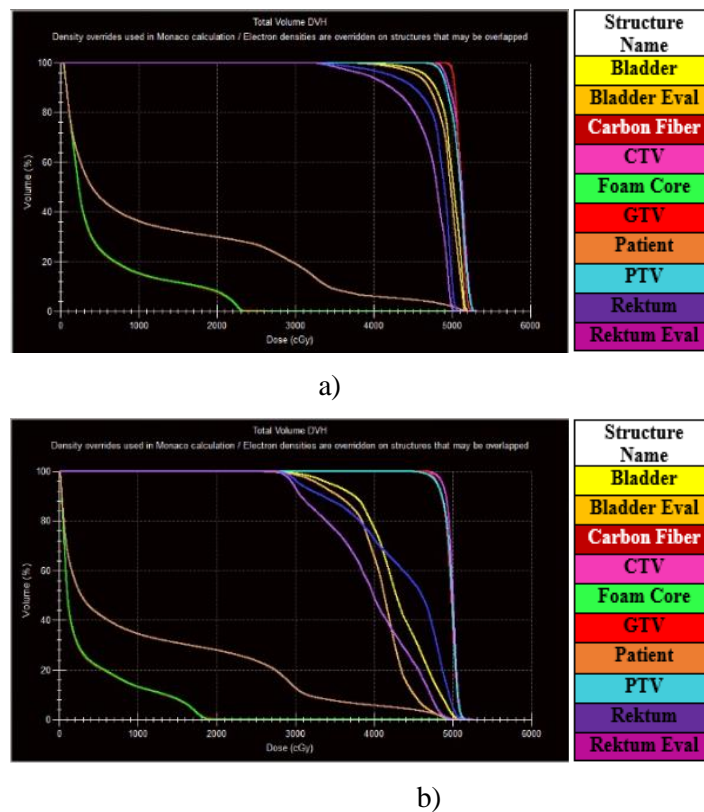 Total Volume DVH
Density overrides used in Monaco calculation / Electron densities are overridden on structures that may be overlapped
100
80
60
40
20
0
Volume (%)
0 1000 2000 3000 4000 5000 6000
Dose (cGy)
Structure
Name
Bladder
Bladder Eval
Carbon Fiber
CTV
Foam Core
GTV
Patient
PTV
Rektum
Rektum Eval
a)
Total Volume DVH
Density overrides used in Monaco calculation / Electron densities are overridden on structures that may be overlapped
100
80
60
40
20
0
Volume (%)
0 1000 2000 3000 4000 5000 6000
Dose (cGy)
Structure
Name
Bladder
Bladder Eval
Carbon Fiber
CTV
Foam Core
GTV
Patient
PTV
Rektum
Rektum Eval
b)